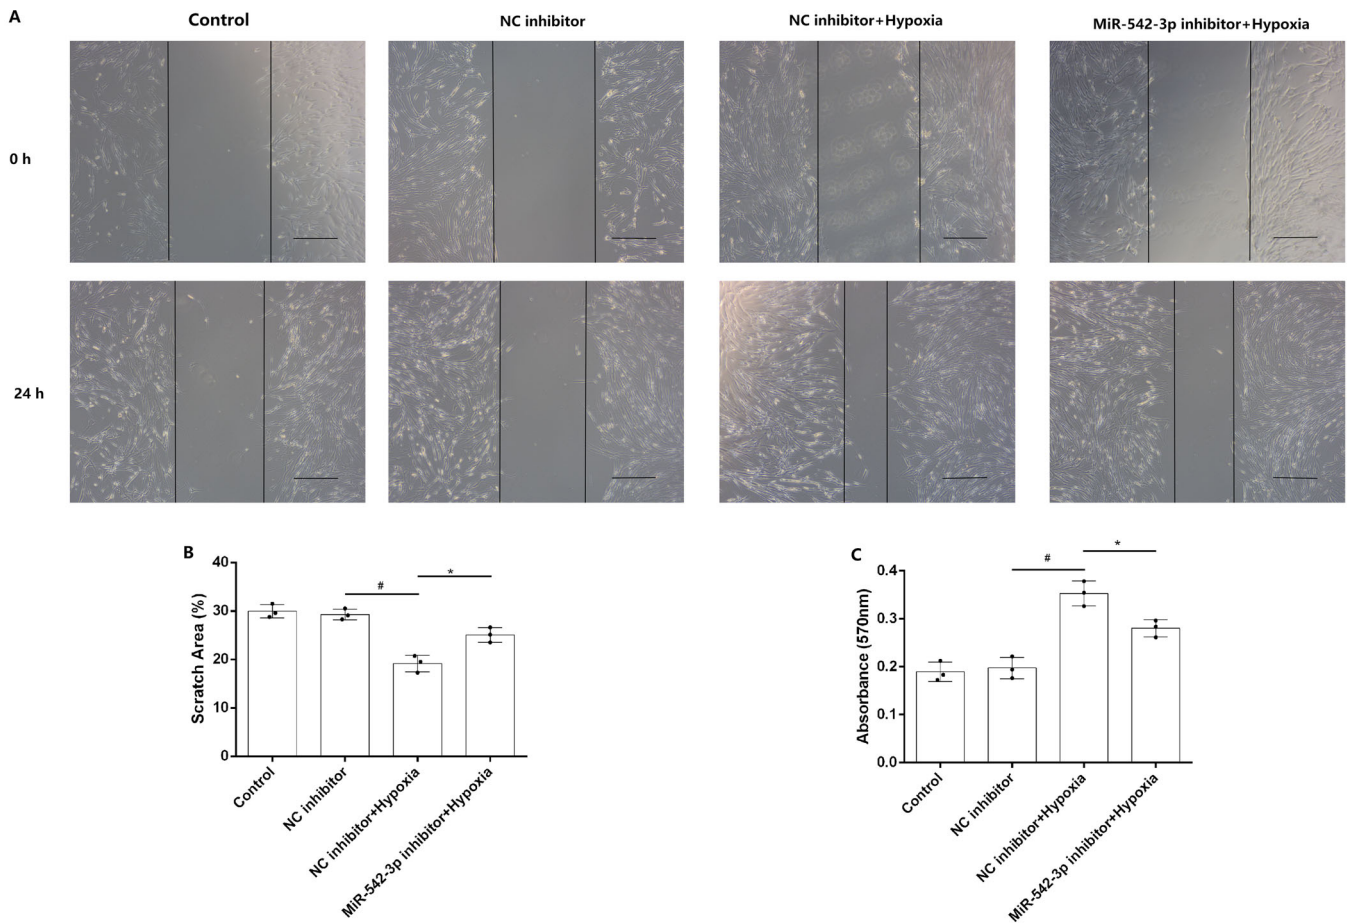 A
Control
NC inhibitor
NC inhibitor+Hypoxia
MiR-542-3p inhibitor+Hypoxia
0 h
24 h
B
Scratch Area (%)
40
30
20
10
0
#
*
Control
NC inhibitor
NC inhibitor+Hypoxia
MiR-542-3p inhibitor+Hypoxia
C
Absorbance (570nm)
0.4
0.3
0.2
0.1
0.0
#
*
Control
NC inhibitor
NC inhibitor+Hypoxia
MiR-542-3p inhibitor+Hypoxia